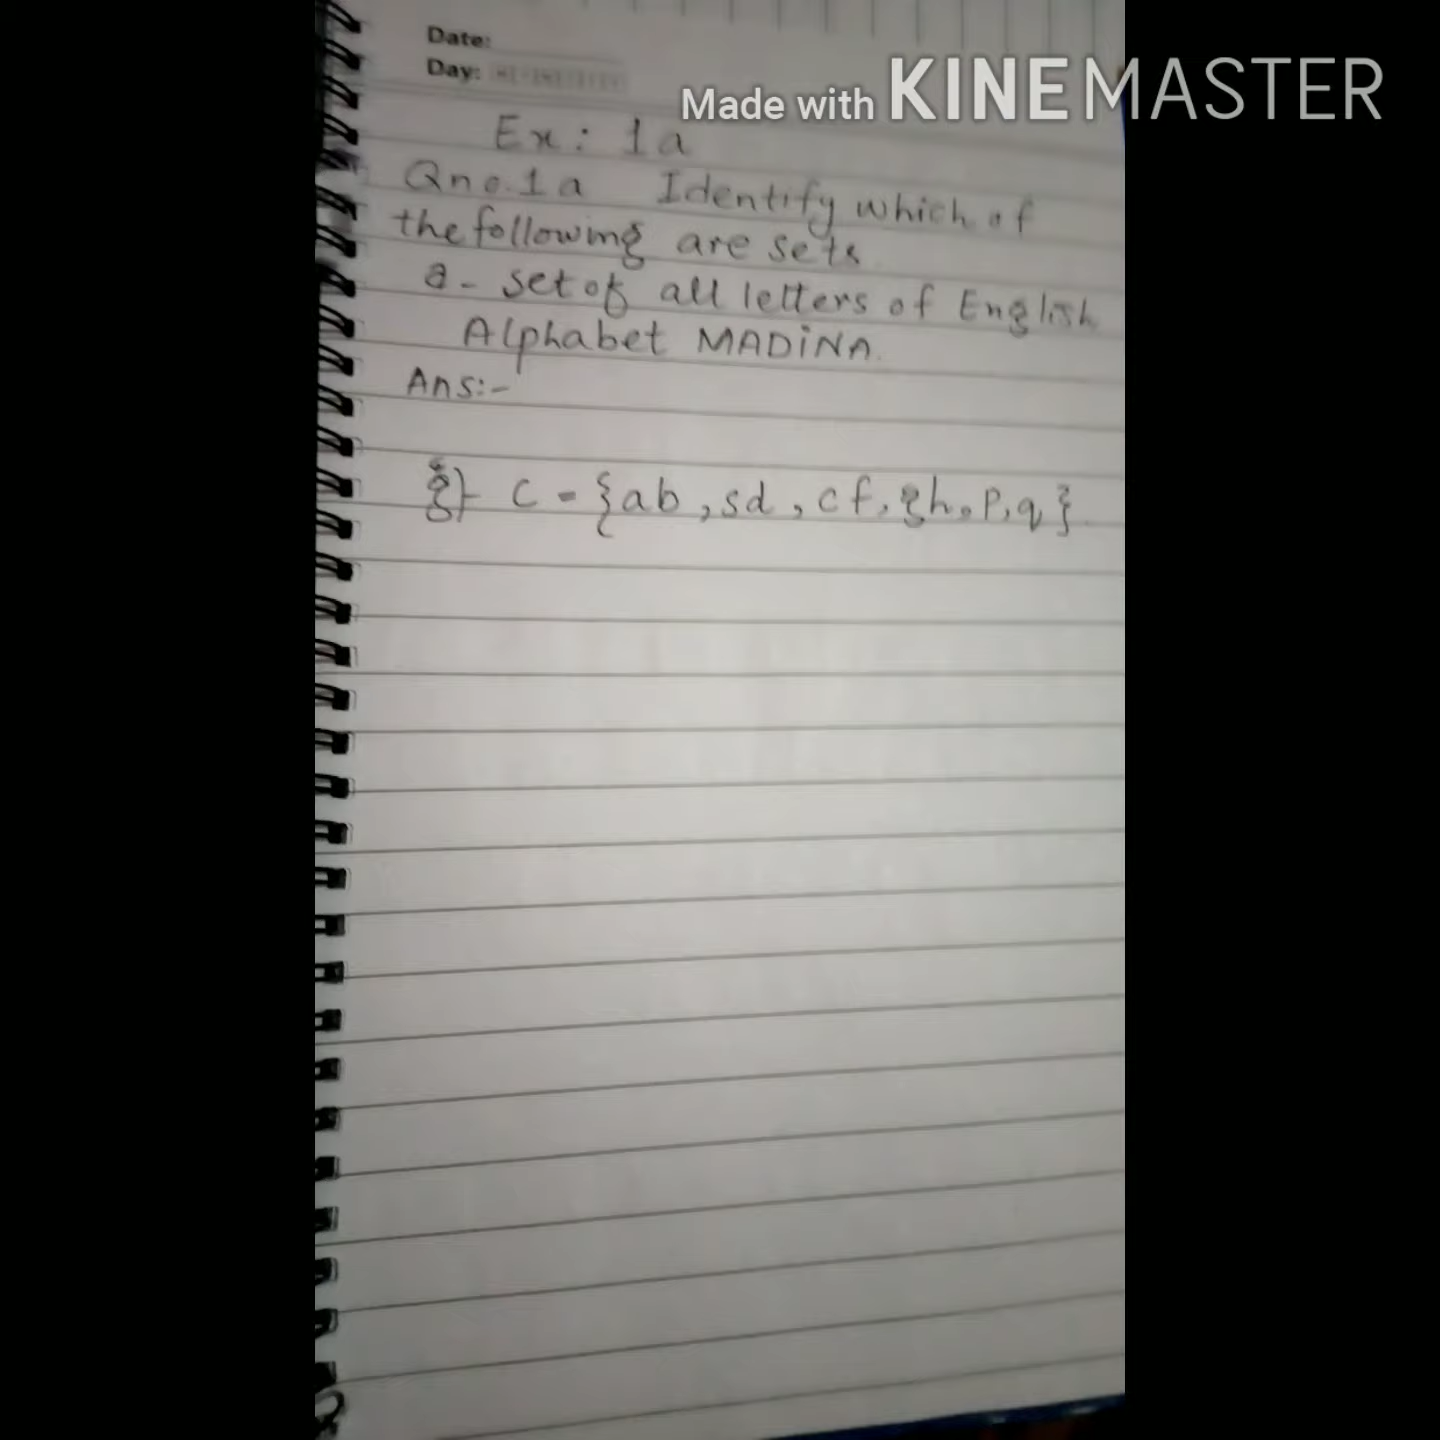 Date:
Day:
Made with KINEMASTER
Ex: 1a
Qno.1a Identify which of
the following are sets
a- set of all letters of English
Alphabet MADiNA.
Ans:-
g)- C = {ab, sd, cf, gh, p, q}